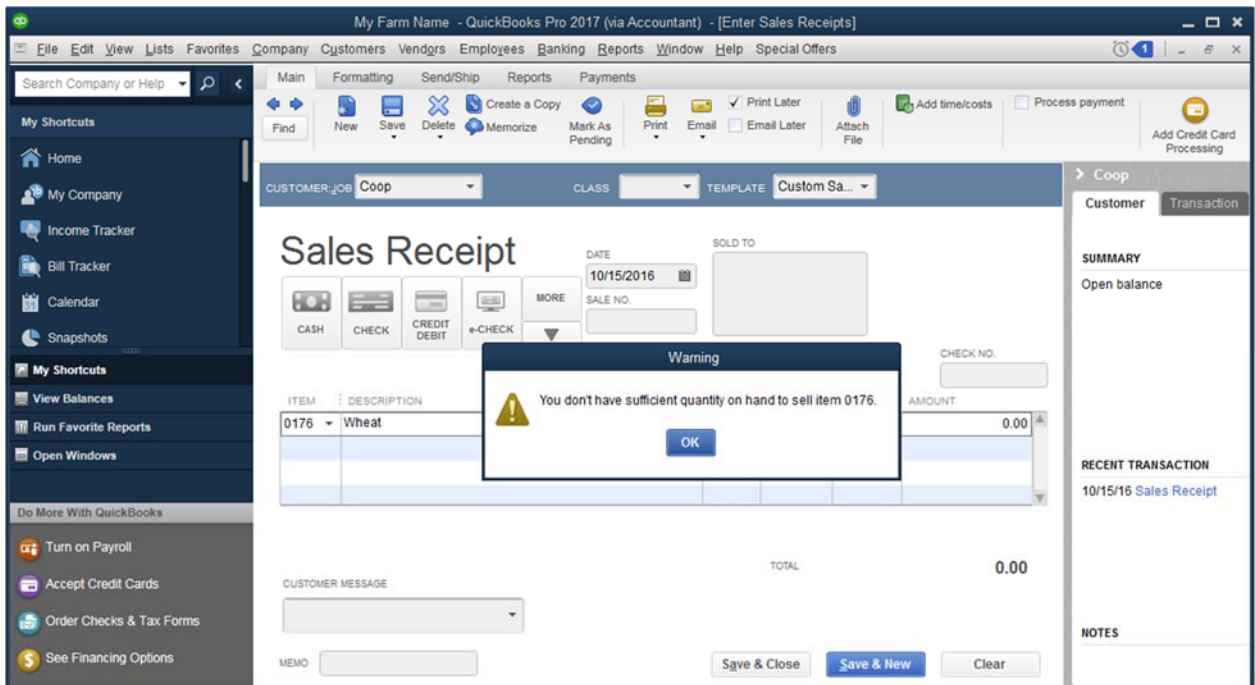 My Farm Name - QuickBooks Pro 2017 (via Accountant) - [Enter Sales Receipts]
File Edit View Lists Favorites Company Customers Vendors Employees Banking Reports Window Help Special Offers
1
Search Company or Help
My Shortcuts
Home
My Company
Income Tracker
Bill Tracker
Calendar
Snapshots
My Shortcuts
View Balances
Run Favorite Reports
Open Windows
Do More With QuickBooks
Turn on Payroll
Accept Credit Cards
Order Checks & Tax Forms
See Financing Options
Main Formatting Send/Ship Reports Payments
Find
New
Save
Delete
Create a Copy
Memorize
Mark As
Pending
Print
Email
Print Later
Email Later
Attach
File
Add time/costs
Process payment
Add Credit Card
Processing
CUSTOMER:JOB Coop CLASS TEMPLATE Custom Sa...
Sales Receipt
DATE
10/15/2016
SALE NO.
SOLD TO
CASH
CHECK
CREDIT
DEBIT
e-CHECK
MORE
CHECK NO.
ITEM DESCRIPTION AMOUNT
0176 Wheat 0.00
Warning
You don't have sufficient quantity on hand to sell item 0176.
OK
TOTAL 0.00
CUSTOMER MESSAGE
MEMO
Save & Close Save & New Clear
Coop
Customer Transaction
SUMMARY
Open balance
RECENT TRANSACTION
10/15/16 Sales Receipt
NOTES